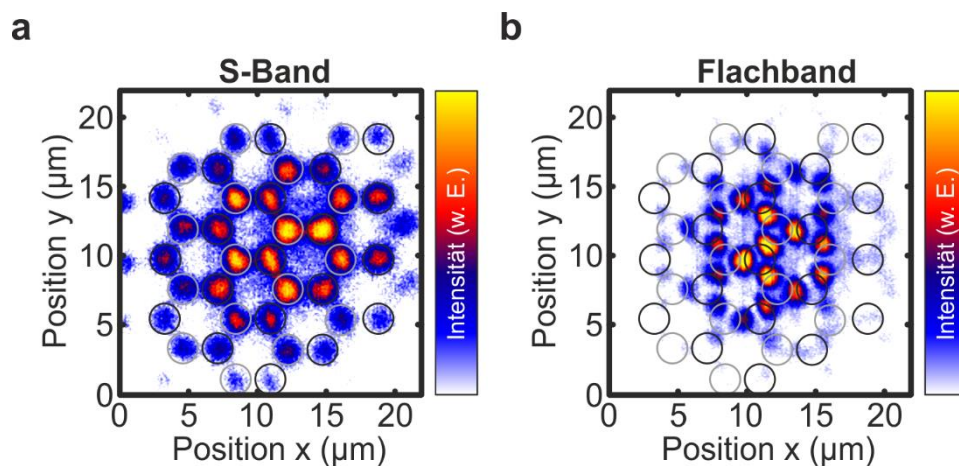 a
S-Band
Position y (µm)
20
15
10
5
0
0
5
10
15
20
Position x (µm)
Intensität (w. E.)
b
Flachband
Position y (µm)
20
15
10
5
0
0
5
10
15
20
Position x (µm)
Intensität (w. E.)